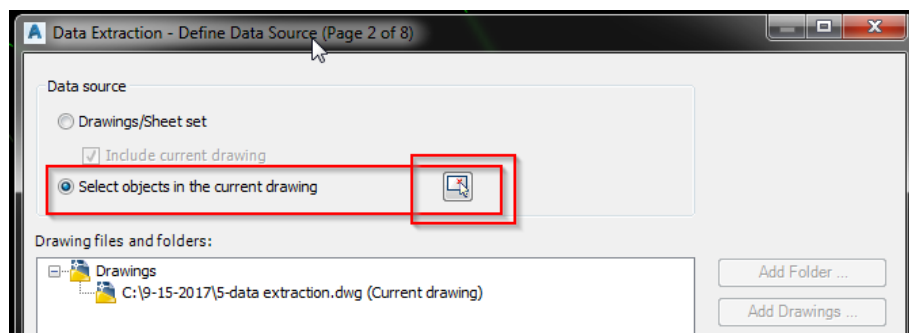 Data Extraction - Define Data Source (Page 2 of 8)
Data source
Drawings/Sheet set
Include current drawing
Select objects in the current drawing
Drawing files and folders:
Drawings
C:\9-15-2017\5-data extraction.dwg (Current drawing)
Add Folder ...
Add Drawings ...